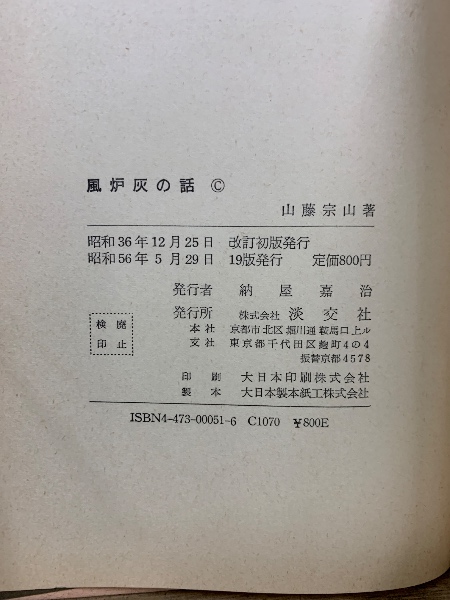 風炉灰の話 ©
山藤宗山著
昭和36年12月25日 改訂初版発行
昭和56年5月29日 19版発行 定価800円
発行者 納屋嘉治
発行所 株式会社 淡交社
本社 京都市北区堀川通鞍馬口上ル
支社 東京都千代田区麹町4の4
振替京都4578
検廃
印止
印刷 大日本印刷株式会社
製本 大日本製本紙工株式会社
ISBN4-473-00051-6 C1070 ¥800E